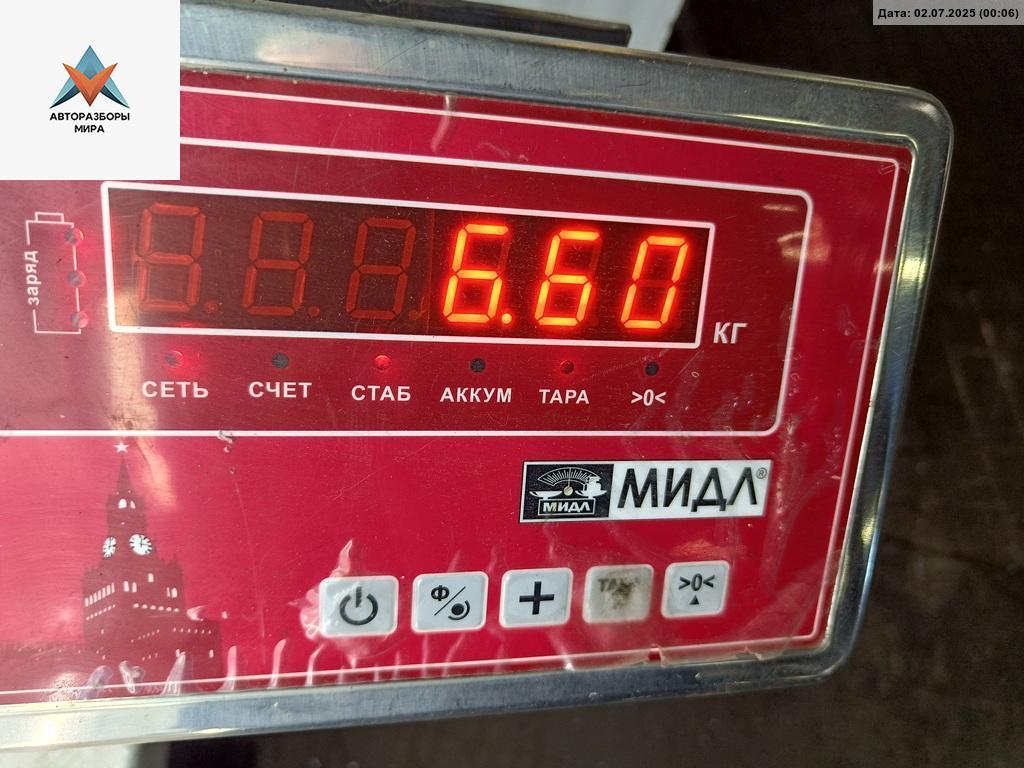 Дата: 02.07.2025 (00:06)
АВТОРАЗБОРЫ
МИРА
заряд
6.60
КГ
СЕТЬ СЧЕТ СТАБ АККУМ ТАРА >0<
МИДЛ МИДЛ®
Ф + >0<